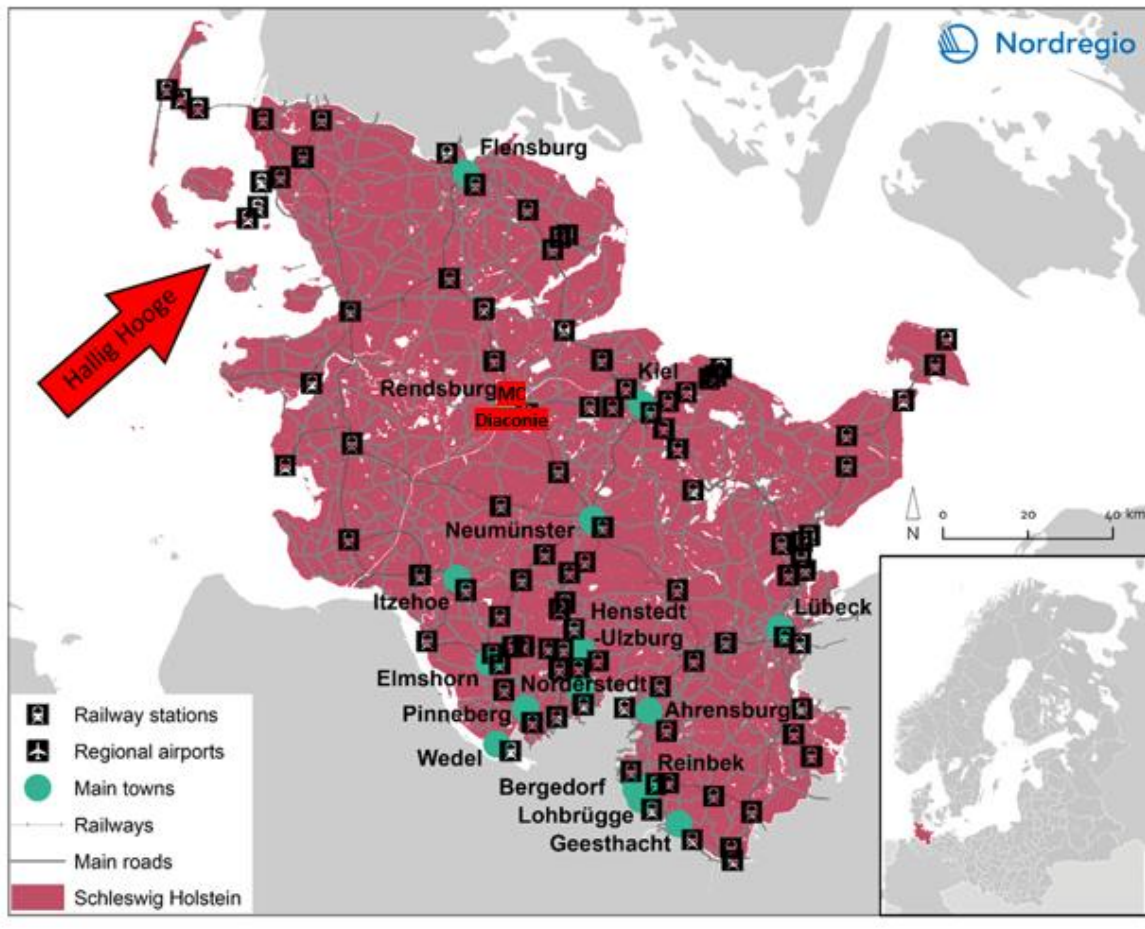 Nordregio
Flensburg
Hallig Hooge
Kiel
Rendsburg MC
Diaconie
Neumünster
N
0 20 40 km
Itzehoe
Henstedt
-Ulzburg
Lübeck
Elmshorn
Norderstedt
Pinneberg
Ahrensburg
Wedel
Reinbek
Bergedorf
Lohbrügge
Geesthacht
Railway stations
Regional airports
Main towns
Railways
Main roads
Schleswig Holstein